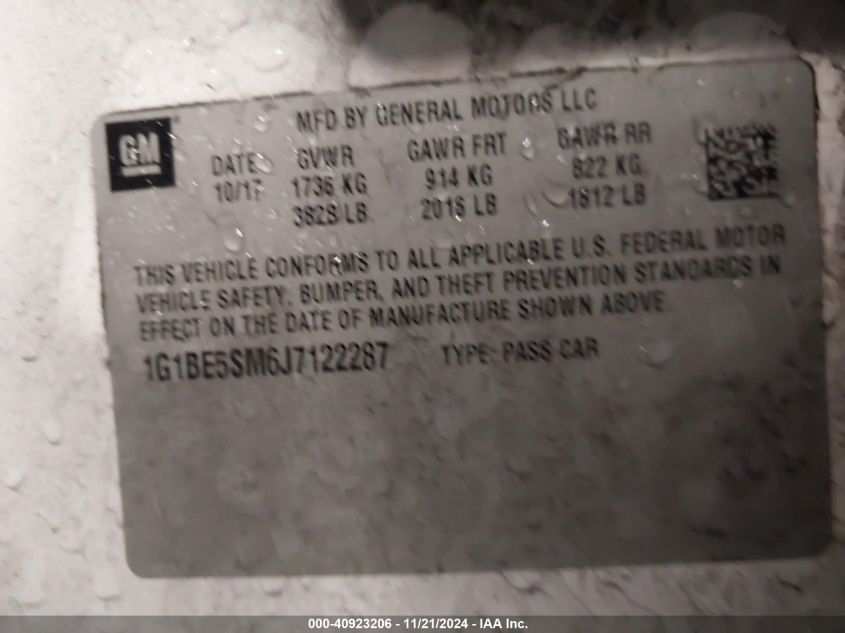 MFD BY GENERAL MOTORS LLC
GM
DATE GVWR GAWR FRT GAWR RR
10/17 1736 KG 914 KG 822 KG
3828 LB 2015 LB 1812 LB
THIS VEHICLE CONFORMS TO ALL APPLICABLE U.S. FEDERAL MOTOR
VEHICLE SAFETY, BUMPER, AND THEFT PREVENTION STANDARDS IN
EFFECT ON THE DATE OF MANUFACTURE SHOWN ABOVE.
1G1BE5SM6J7122287 TYPE: PASS CAR
000-40923206 - 11/21/2024 - IAA Inc.